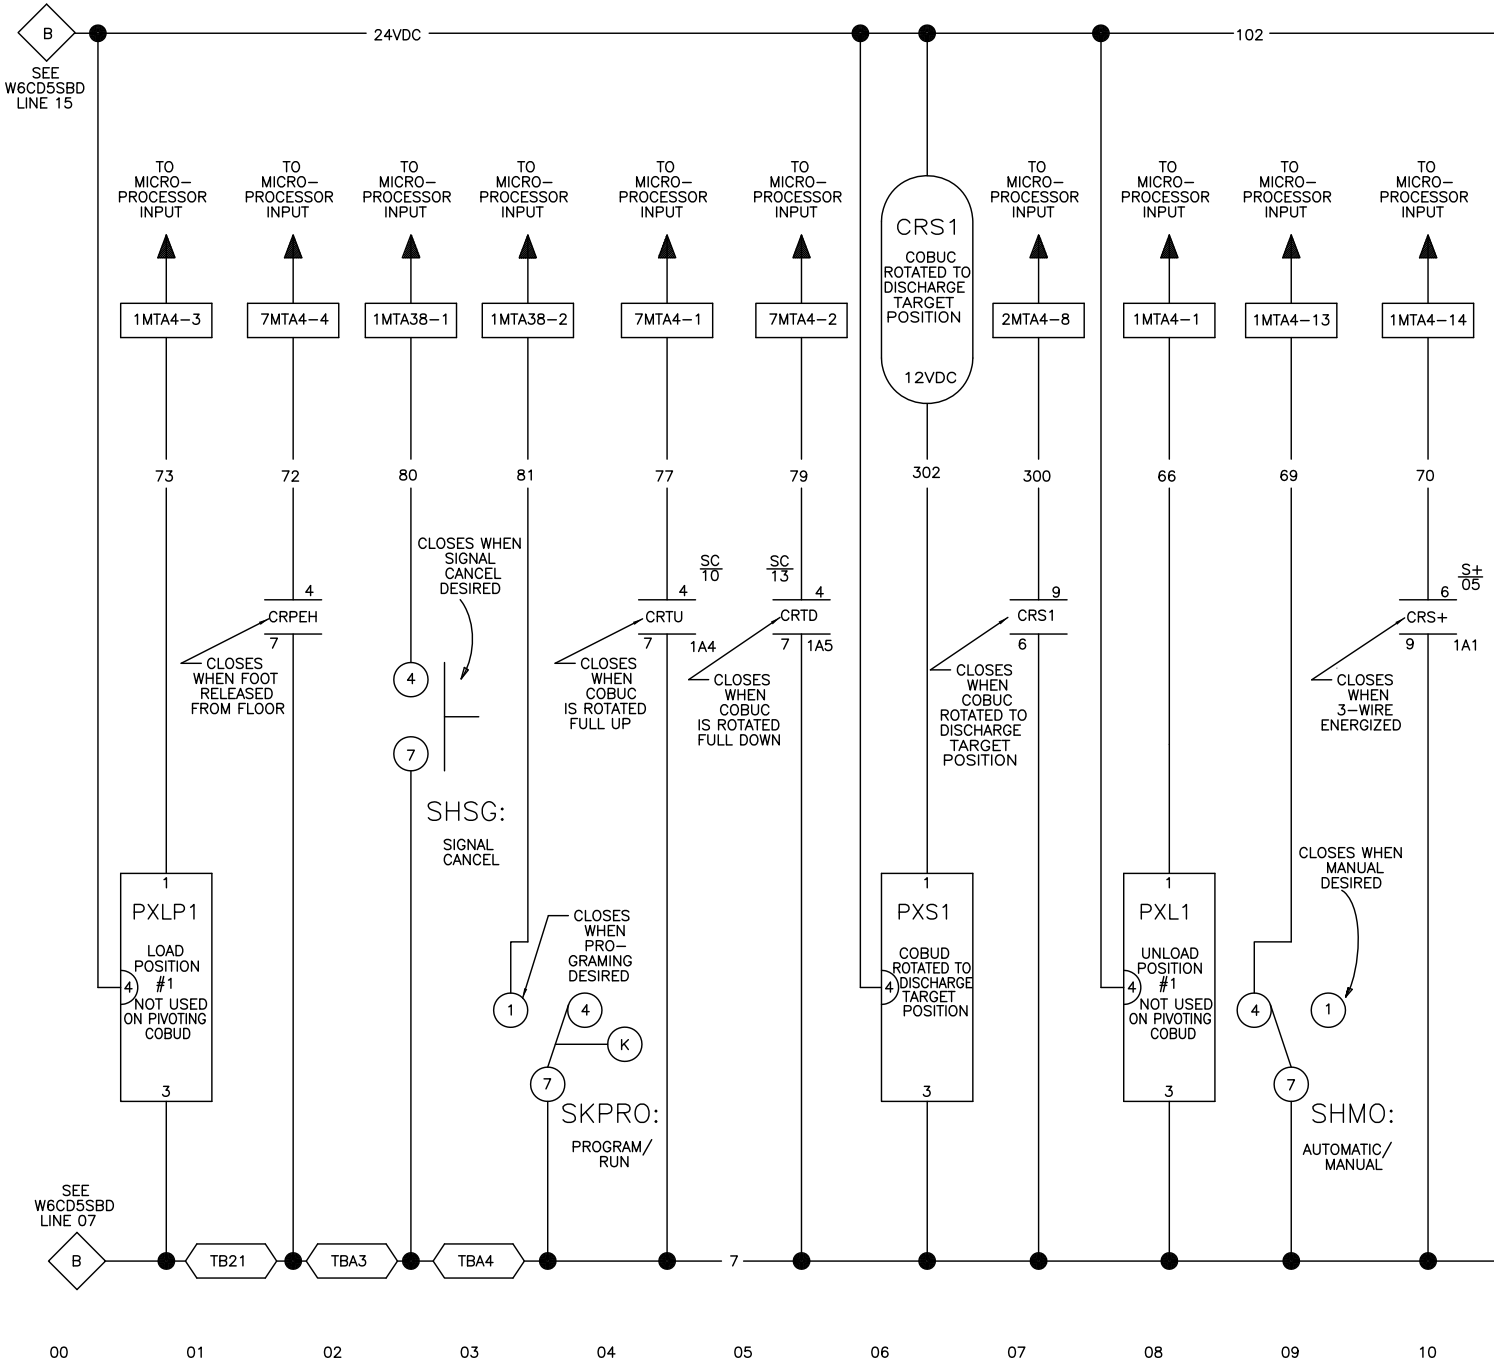 B
24VDC
102
SEE
W6CD5SBD
LINE 15
TO
MICRO-
PROCESSOR
INPUT
TO
MICRO-
PROCESSOR
INPUT
TO
MICRO-
PROCESSOR
INPUT
TO
MICRO-
PROCESSOR
INPUT
TO
MICRO-
PROCESSOR
INPUT
TO
MICRO-
PROCESSOR
INPUT
CRS1
COBUC
ROTATED TO
DISCHARGE
TARGET
POSITION
12VDC
TO
MICRO-
PROCESSOR
INPUT
TO
MICRO-
PROCESSOR
INPUT
TO
MICRO-
PROCESSOR
INPUT
TO
MICRO-
PROCESSOR
INPUT
1MTA4-3
7MTA4-4
1MTA38-1
1MTA38-2
7MTA4-1
7MTA4-2
2MTA4-8
1MTA4-1
1MTA4-13
1MTA4-14
73
72
80
81
77
79
302
300
66
69
70
4
CRPEH
7
CLOSES
WHEN FOOT
RELEASED
FROM FLOOR
CLOSES WHEN
SIGNAL
CANCEL
DESIRED
4
7
SHSG:
SIGNAL
CANCEL
SC
10
4
CRTU
7
1A4
CLOSES
WHEN
COBUC
IS ROTATED
FULL UP
SC
13
4
CRTD
7
1A5
CLOSES
WHEN
COBUC
IS ROTATED
FULL DOWN
9
CRS1
6
CLOSES
WHEN
COBUC
ROTATED TO
DISCHARGE
TARGET
POSITION
S+
05
6
CRS+
9
1A1
CLOSES
WHEN
3-WIRE
ENERGIZED
1
PXLP1
LOAD
POSITION
#1
4
NOT USED
ON PIVOTING
COBUD
3
CLOSES
WHEN
PRO-
GRAMING
DESIRED
1
4
K
7
SKPRO:
PROGRAM/
RUN
1
PXS1
COBUD
ROTATED TO
4
DISCHARGE
TARGET
POSITION
3
1
PXL1
UNLOAD
POSITION
#1
4
NOT USED
ON PIVOTING
COBUD
3
CLOSES WHEN
MANUAL
DESIRED
4
1
7
SHMO:
AUTOMATIC/
MANUAL
SEE
W6CD5SBD
LINE 07
B
TB21
TBA3
TBA4
7
00
01
02
03
04
05
06
07
08
09
10